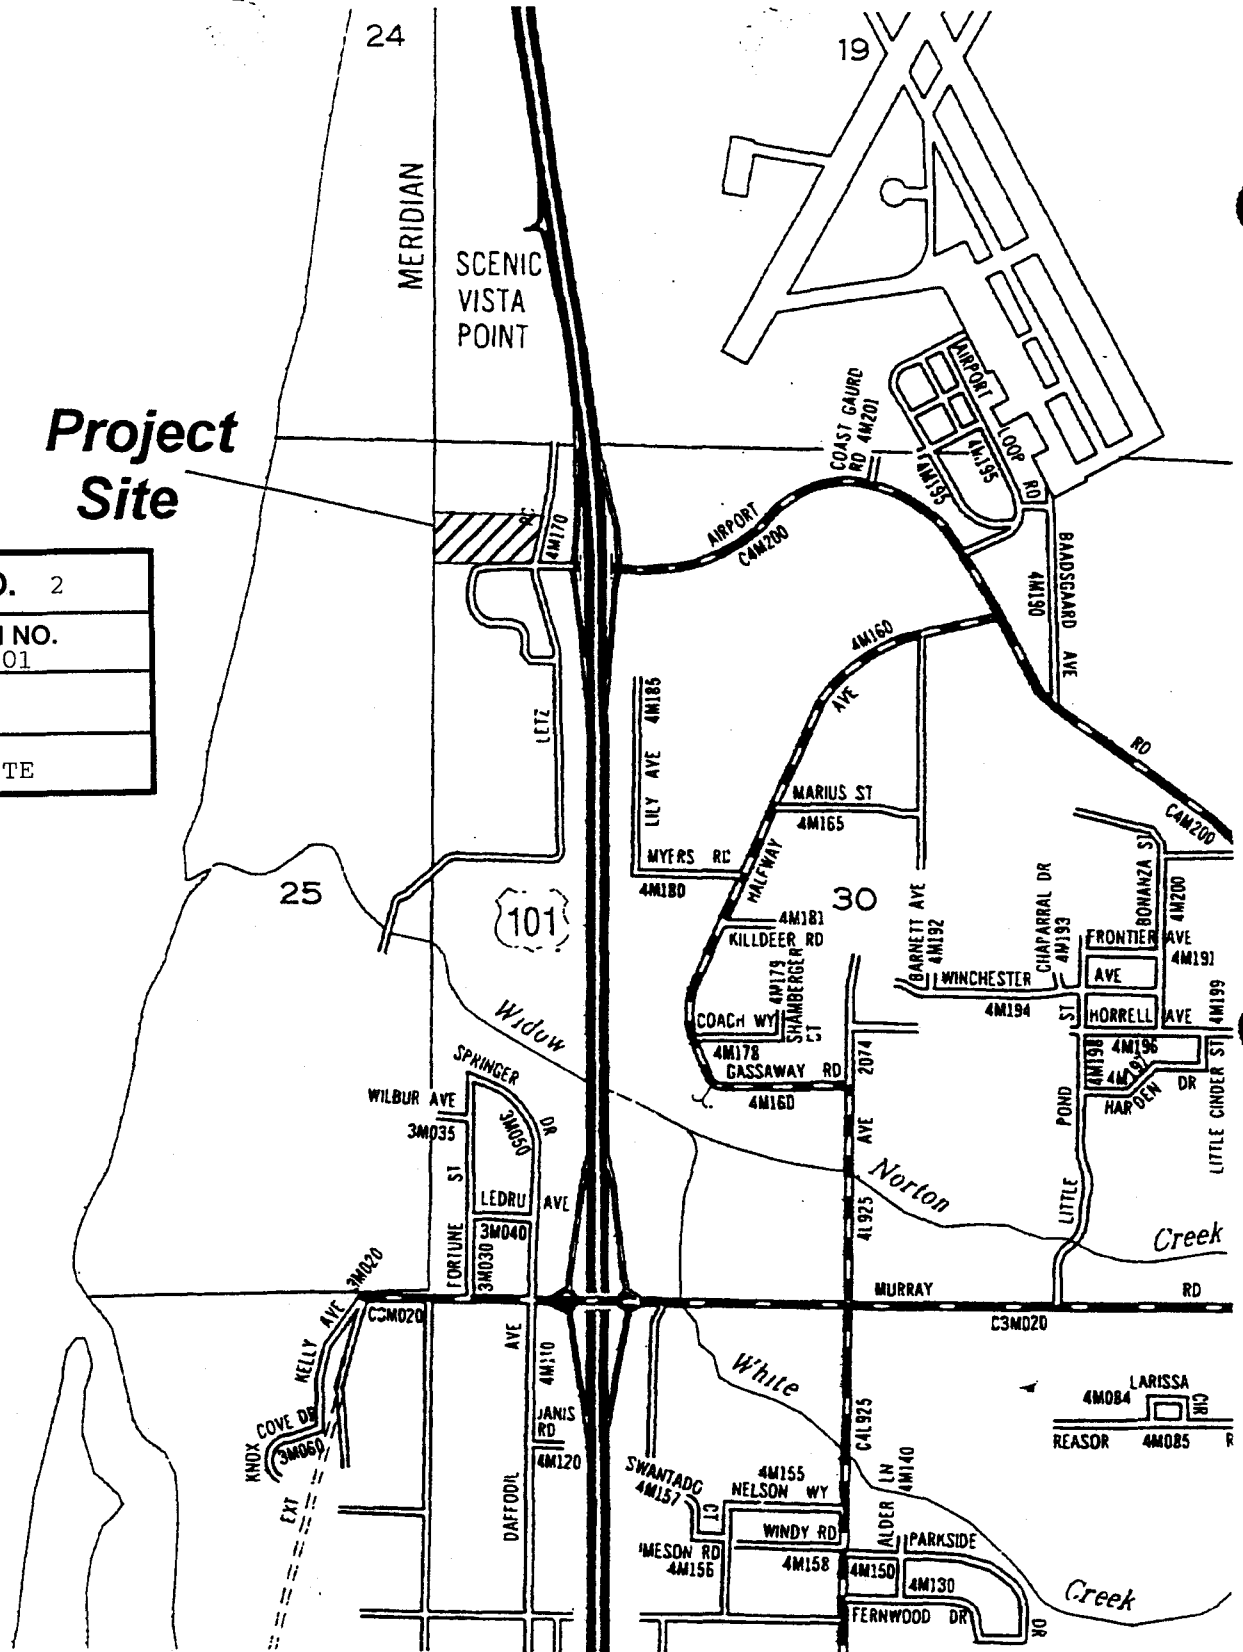 24
19
MERIDIAN
SCENIC
VISTA
POINT
Project
Site
O. 2
NO.
01
TE
COAST GAURD
RD 4M201
AIRPORT
LOOP
RD
4M195
4M195
AIRPORT
C4M200
4M170
BAADSGAARD AVE
4M190
4M160
AVE
LETZ
LILY AVE 4M185
RD
C4M200
MARIUS ST
4M165
HALFWAY
MYERS RD
4M180
25
101
30
4M181
KILLDEER RD
BARNETT AVE
4M192
CHAPARRAL DR
4M193
BONANZA ST
4M200
FRONTIER AVE
4M191
WINCHESTER AVE
4M194
4M179
SHAMBERGER
CT
COACH WY
4M178
ST
HORRELL AVE
4M199
4M196
4M198
4M197
HARDEN DR
LITTLE CINDER ST
GASSAWAY RD
4M160
2074
AVE
Widow
SPRINGER
DR
3M050
WILBUR AVE
3M035
ST
LEDRU AVE
3M040
FORTUNE
3M030
LITTLE POND
Norton
Creek
4L925
3M020
C3M020
MURRAY RD
C3M020
KELLY AVE
KNOX COVE DR
3M060
EXT
AVE
4M110
JANIS
RD
4M120
DAFFODIL
White
C4L925
LARISSA
4M084
CIR
REASOR 4M085 R
SWANTADO
4M157
CT
4M155
NELSON WY
ALDER LN
4M140
WINDY RD
4M158
IMESON RD
4M156
PARKSIDE
4M150
4M130
FERNWOOD DR
DR
Creek